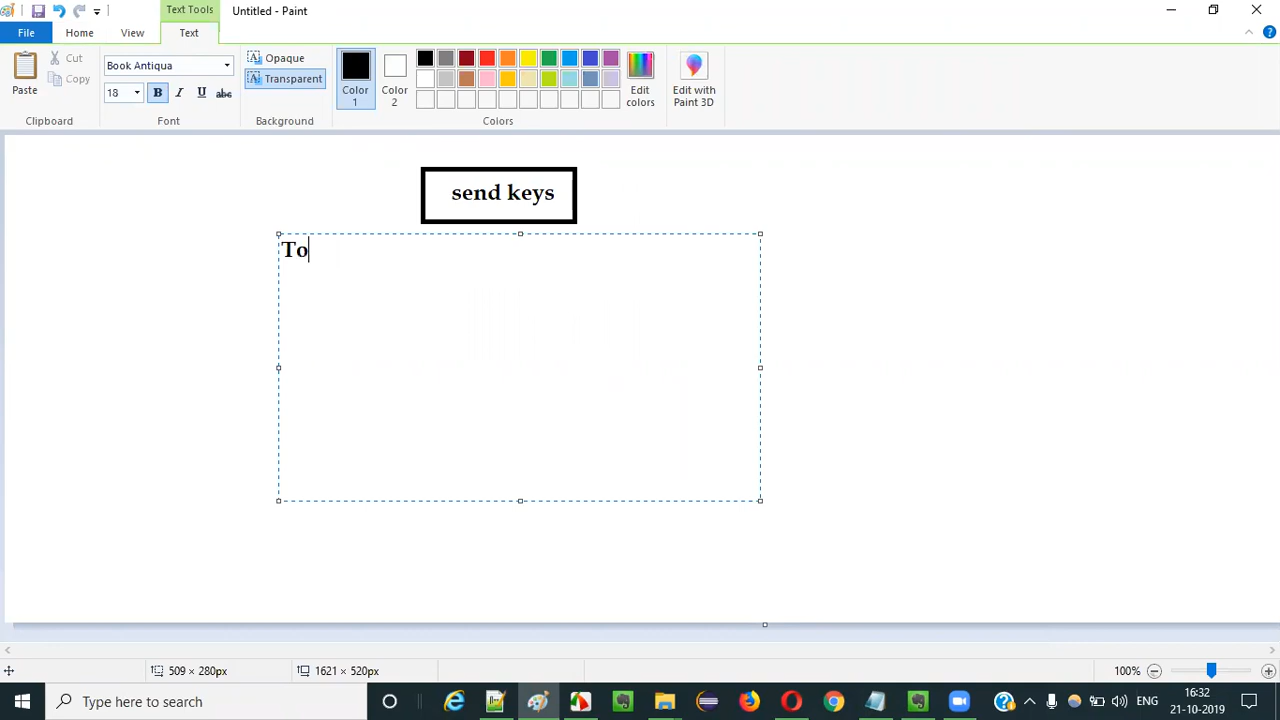 Text Tools
Untitled - Paint
File
Home
View
Text
Paste
Cut
Copy
Clipboard
Book Antiqua
18
B
I
U
abc
Font
Opaque
Transparent
Background
Color 1
Color 2
Edit colors
Colors
Edit with Paint 3D
send keys
To
509 × 280px
1621 × 520px
100%
Type here to search
ENG
16:32
21-10-2019